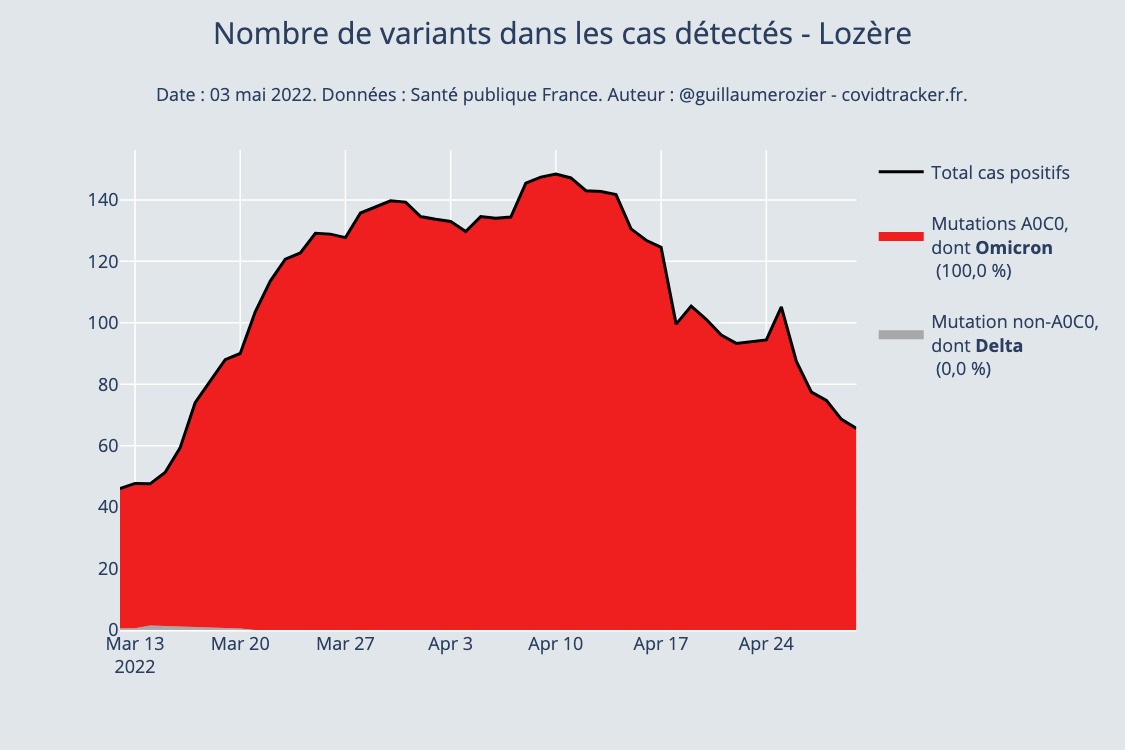 Nombre de variants dans les cas détectés - Lozère
Date : 03 mai 2022. Données : Santé publique France. Auteur : @guillaumerozier - covidtracker.fr.
140
120
100
80
60
40
20
0
Mar 13
2022
Mar 20
Mar 27
Apr 3
Apr 10
Apr 17
Apr 24
Total cas positifs
Mutations A0C0,
dont Omicron
(100,0 %)
Mutation non-A0C0,
dont Delta
(0,0 %)